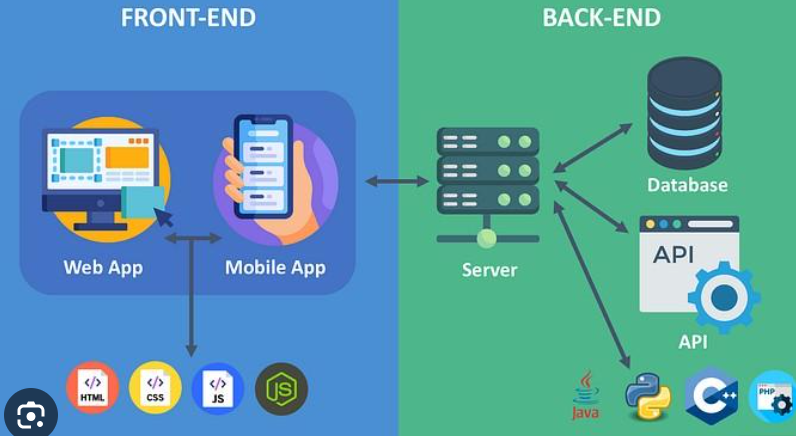 FRONT-END
BACK-END
Web App
Mobile App
Server
Database
API
API
</>
HTML
</>
CSS
</>
JS
JS
Java
C++
PHP